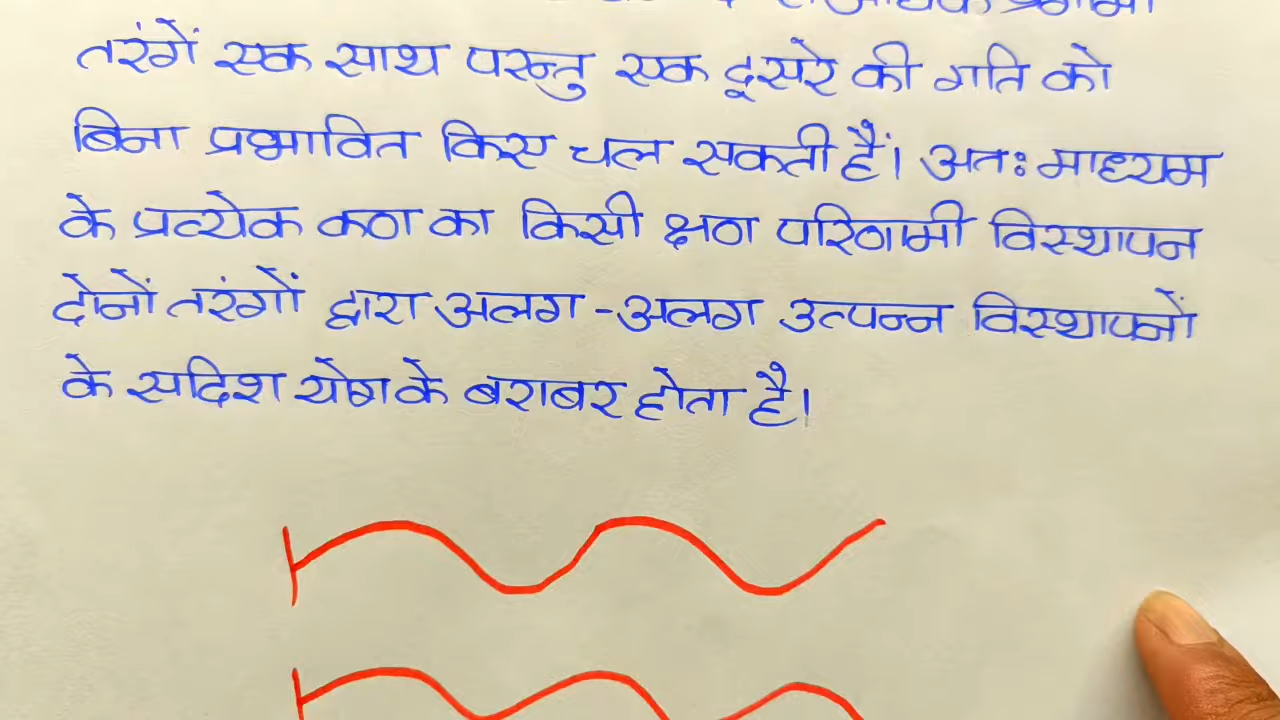 तरंगें एक साथ परन्तु एक दूसरे की गति को
बिना प्रभावित किए चल सकती हैं। अतः माध्यम
के प्रत्येक कण का किसी क्षण परिणामी विस्थापन
दोनों तरंगों द्वारा अलग-अलग उत्पन्न विस्थापनों
के सदिश योग के बराबर होता है।